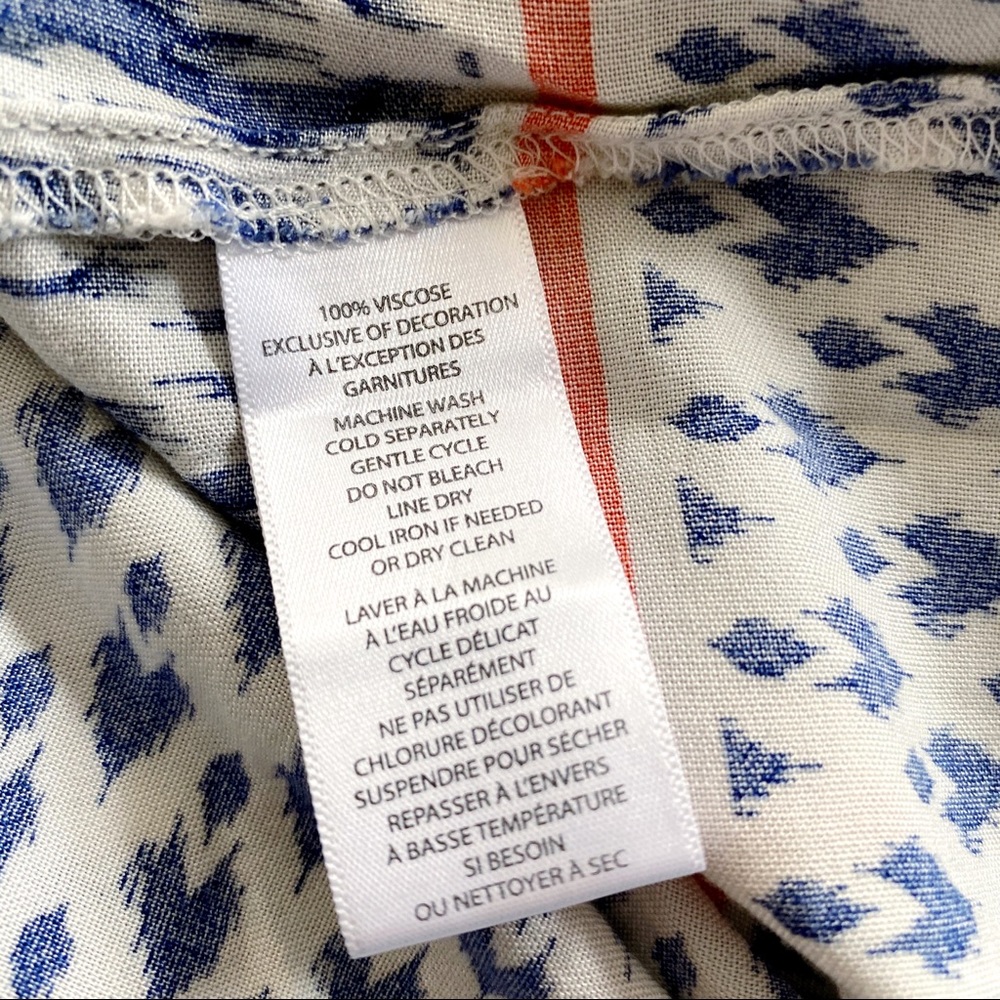 100% VISCOSE
EXCLUSIVE OF DECORATION
À L'EXCEPTION DES
GARNITURES
MACHINE WASH
COLD SEPARATELY
GENTLE CYCLE
DO NOT BLEACH
LINE DRY
COOL IRON IF NEEDED
OR DRY CLEAN
LAVER À LA MACHINE
À L'EAU FROIDE AU
CYCLE DÉLICAT
SÉPARÉMENT
NE PAS UTILISER DE
CHLORURE DÉCOLORANT
SUSPENDRE POUR SÉCHER
REPASSER À L'ENVERS
À BASSE TEMPÉRATURE
SI BESOIN
OU NETTOYER À SEC